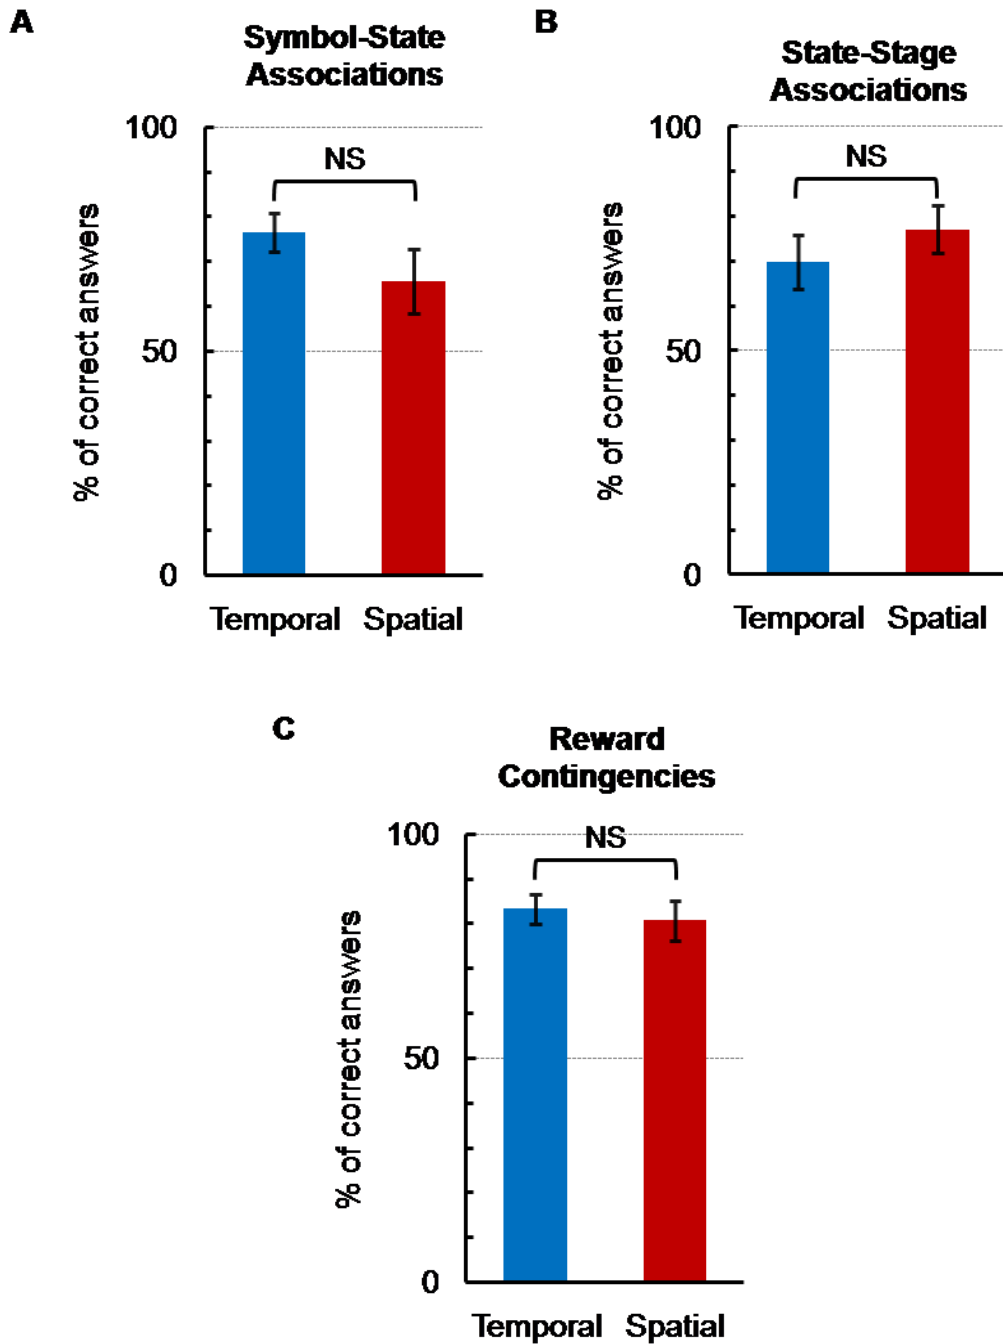 A
Symbol-State
Associations
100
NS
50
0
% of correct answers
Temporal Spatial
B
State-Stage
Associations
100
NS
50
0
% of correct answers
Temporal Spatial
C
Reward
Contingencies
100
NS
50
0
% of correct answers
Temporal Spatial